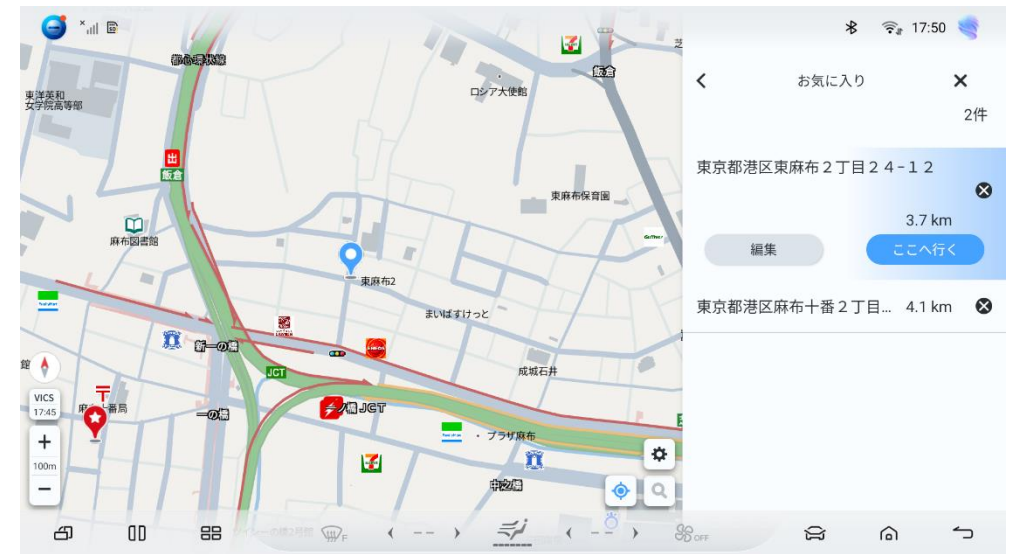 17:50
都心環状線
飯倉
芝
ロシア大使館
東洋英和
女学院高等部
出
飯倉
東麻布保育園
麻布図書館
東麻布2
まいばすけっと
新一の橋
JCT
成城石井
VICS
17:45
一の橋
一ノ橋JCT
プラザ麻布
100m
中之橋
お気に入り
2件
東京都港区東麻布2丁目24-12
3.7 km
編集
ここへ行く
東京都港区麻布十番2丁目... 4.1 km
F
--
--
OFF